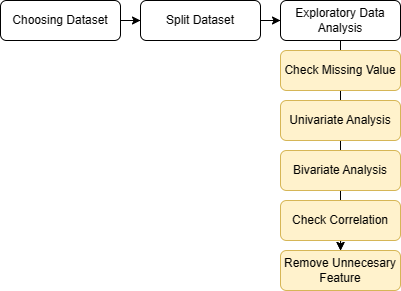 Choosing Dataset
Split Dataset
Exploratory Data
Analysis
Check Missing Value
Univariate Analysis
Bivariate Analysis
Check Correlation
Remove Unnecesary
Feature